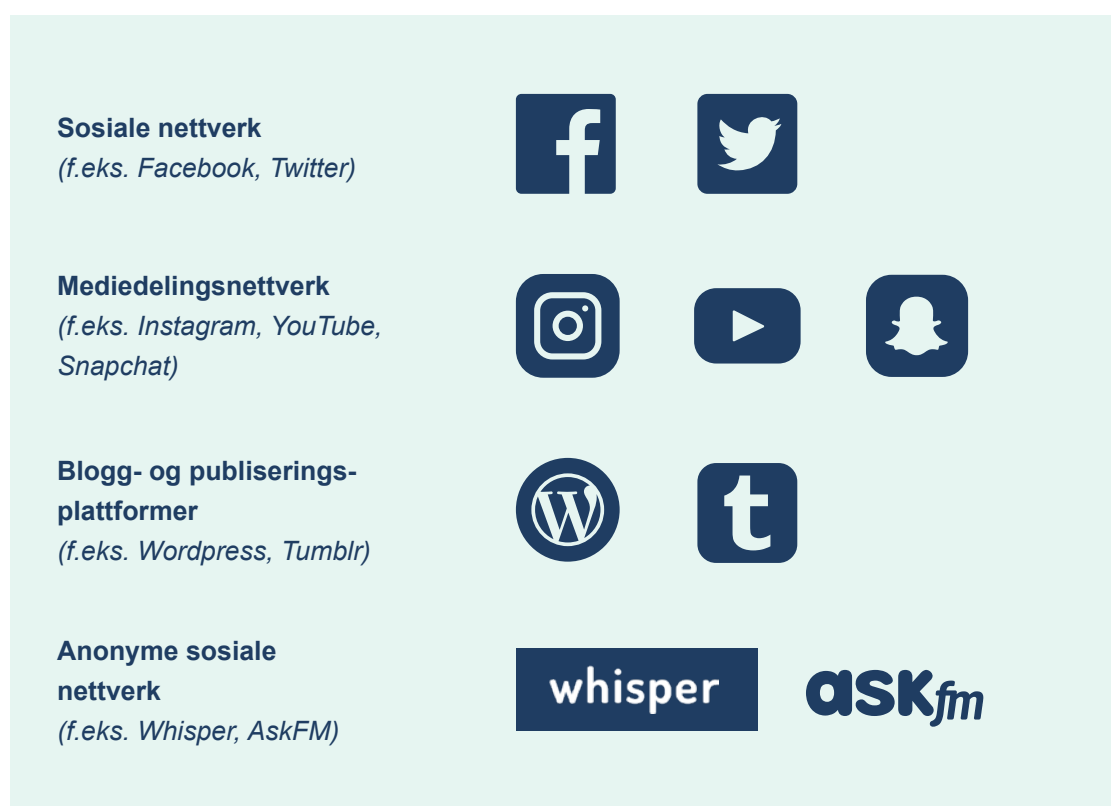 Sosiale nettverk
(f.eks. Facebook, Twitter)
Mediedelingsnettverk
(f.eks. Instagram, YouTube,
Snapchat)
Blogg- og publiserings-
plattformer
(f.eks. Wordpress, Tumblr)
Anonyme sosiale
nettverk
(f.eks. Whisper, AskFM)
whisper
askfm